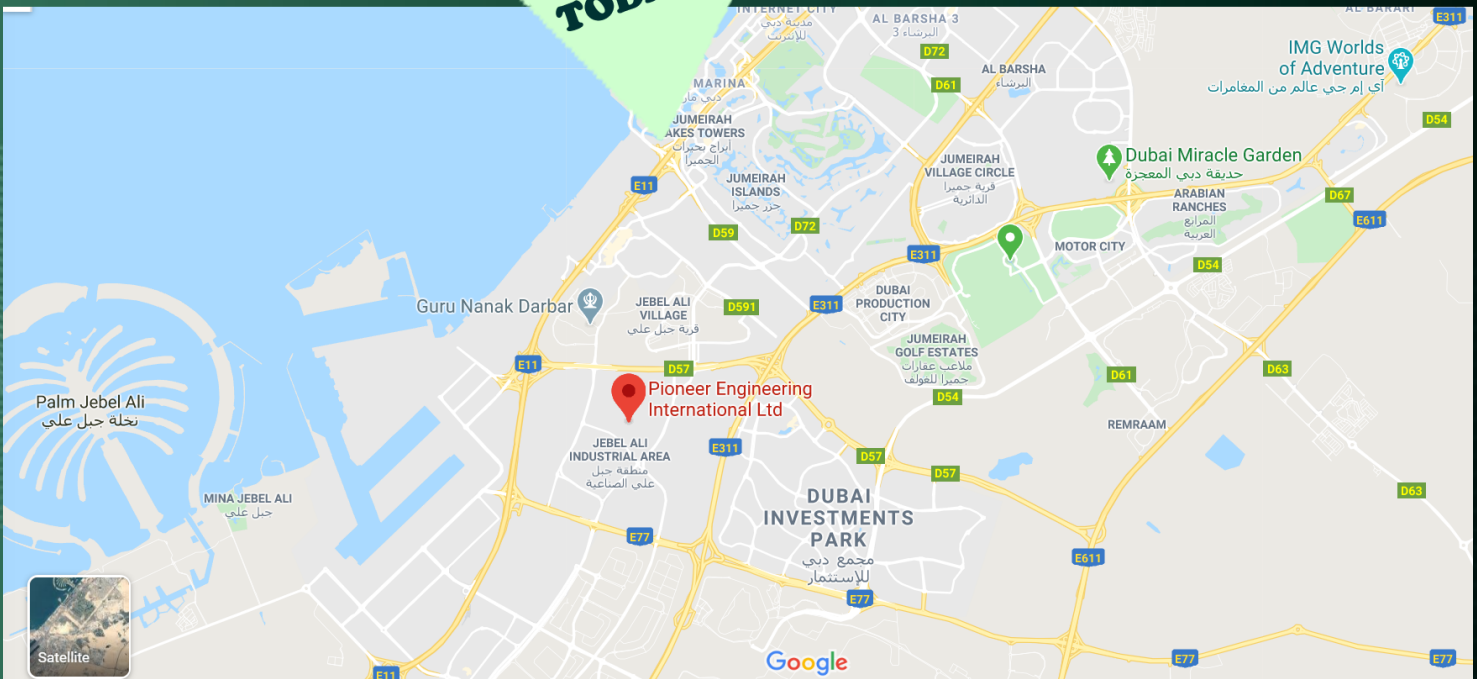 INTERNET CITY
مدينة دبي
للإنترنت
AL BARSHA 3
البرشاء 3
AL BARARI
E311
D72
IMG Worlds
of Adventure
آي إم جي عالم من المغامرات
AL BARSHA
البرشاء
D61
MARINA
D54
JUMEIRAH
LAKES TOWERS
أبراج بحيرات
الجميرا
Dubai Miracle Garden
حديقة دبي المعجزة
JUMEIRAH
VILLAGE CIRCLE
قرية جميرا
الدائرية
E11
JUMEIRAH
ISLANDS
جزر جميرا
ARABIAN
RANCHES
المرابع
العربية
D67
E611
D59
D72
MOTOR CITY
E311
D54
Guru Nanak Darbar
JEBEL ALI
VILLAGE
قرية جبل علي
D591
E311
DUBAI
PRODUCTION
CITY
JUMEIRAH
GOLF ESTATES
ملاعب عقارات
جميرا للغولف
E11
D57
D61
D63
Pioneer Engineering
International Ltd
D54
Palm Jebel Ali
نخلة جبل علي
REMRAAM
JEBEL ALI
INDUSTRIAL AREA
منطقة جبل
علي الصناعية
E311
D57
D57
D63
MINA JEBEL ALI
جبل علي
DUBAI
INVESTMENTS
PARK
مجمع دبي
للإستثمار
E77
E611
E77
Satellite
Google
E77
E77
E11